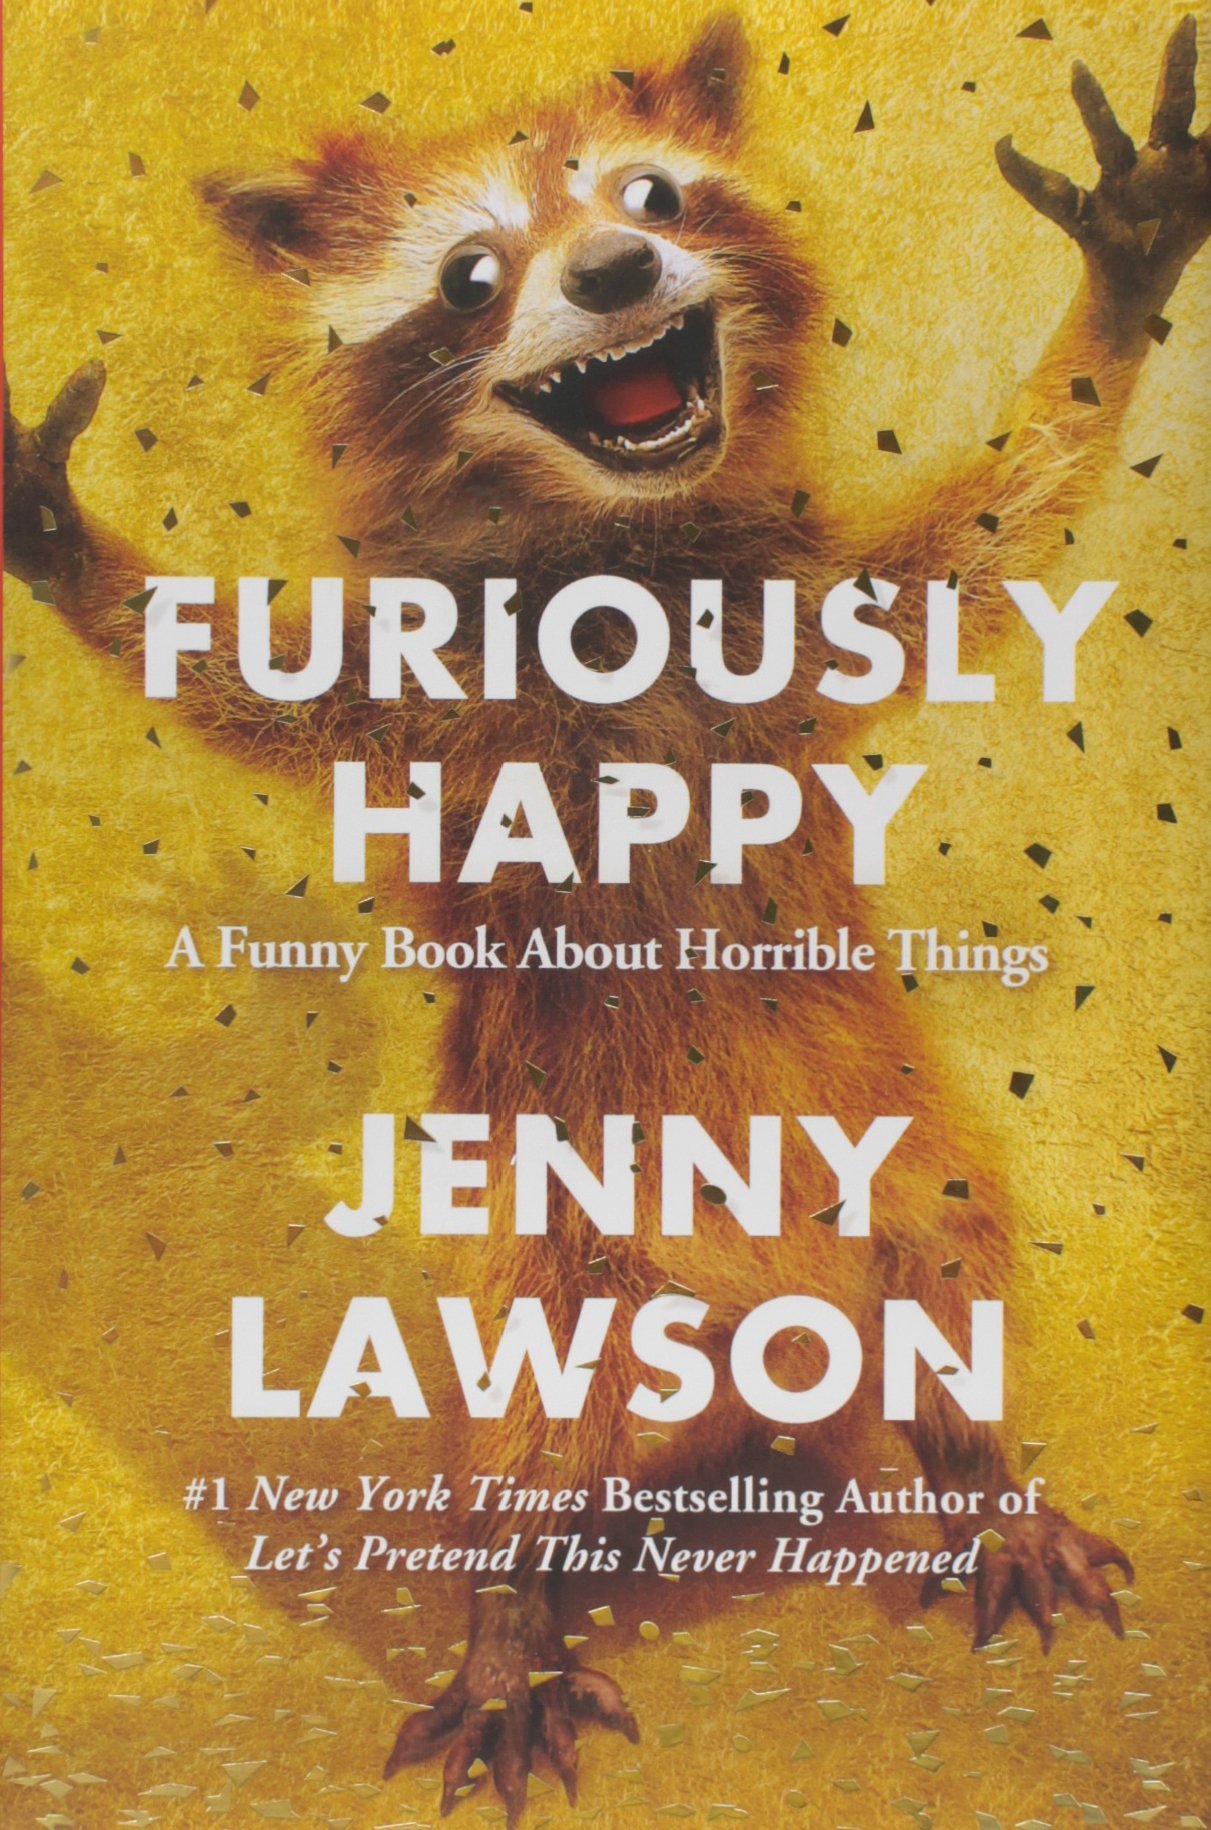 FURIOUSLY
HAPPY
A Funny Book About Horrible Things
JENNY
LAWSON
#1 New York Times Bestselling Author of
Let's Pretend This Never Happened